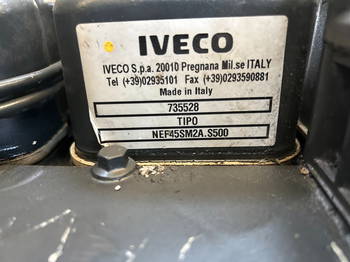 IVECO
IVECO S.p.a. 20010 Pregnana Mil.se ITALY
Tel (+39)02935101 Fax (+39)0293590881
Made in Italy
735528
TIPO
NEF45SM2A.S500